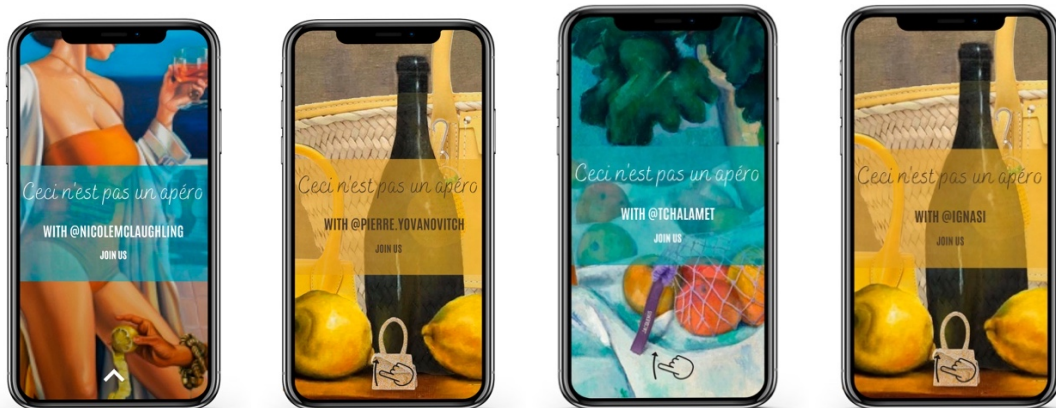 Ceci n'est pas un apéro
WITH @NICOLEMCLAUGHLING
JOIN US
Ceci n'est pas un apéro
WITH @PIERRE.YOVANOVITCH
JOIN US
Ceci n'est pas un apéro
WITH @TCHALAMET
JOIN US
Ceci n'est pas un apéro
WITH @IGNASI
JOIN US